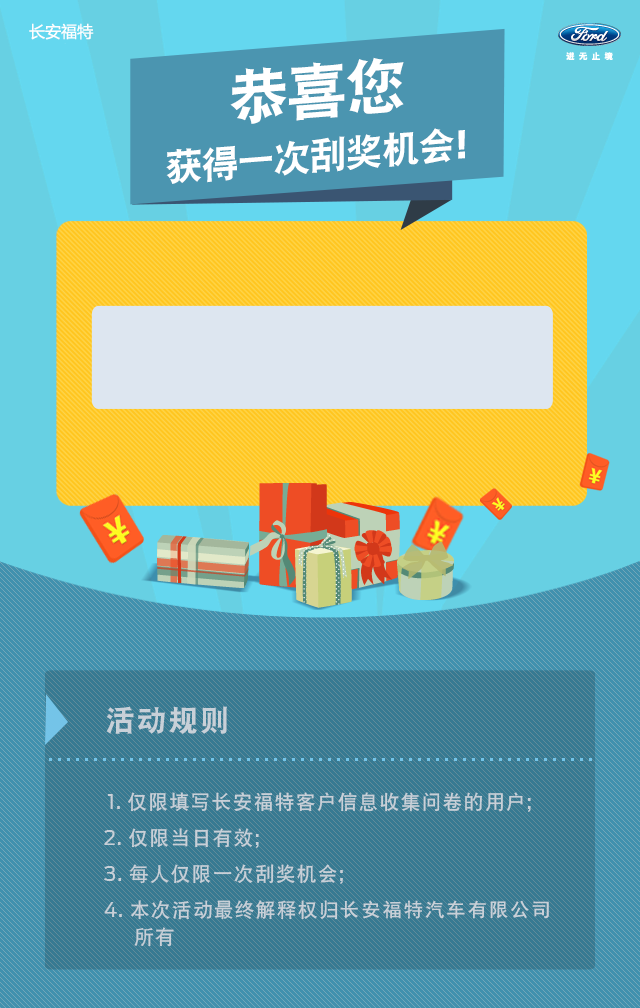 长安福特
Ford
进无止境
恭喜您
获得一次刮奖机会!
¥
¥
¥
¥
活动规则
1. 仅限填写长安福特客户信息收集问卷的用户;
2. 仅限当日有效;
3. 每人仅限一次刮奖机会;
4. 本次活动最终解释权归长安福特汽车有限公司
所有